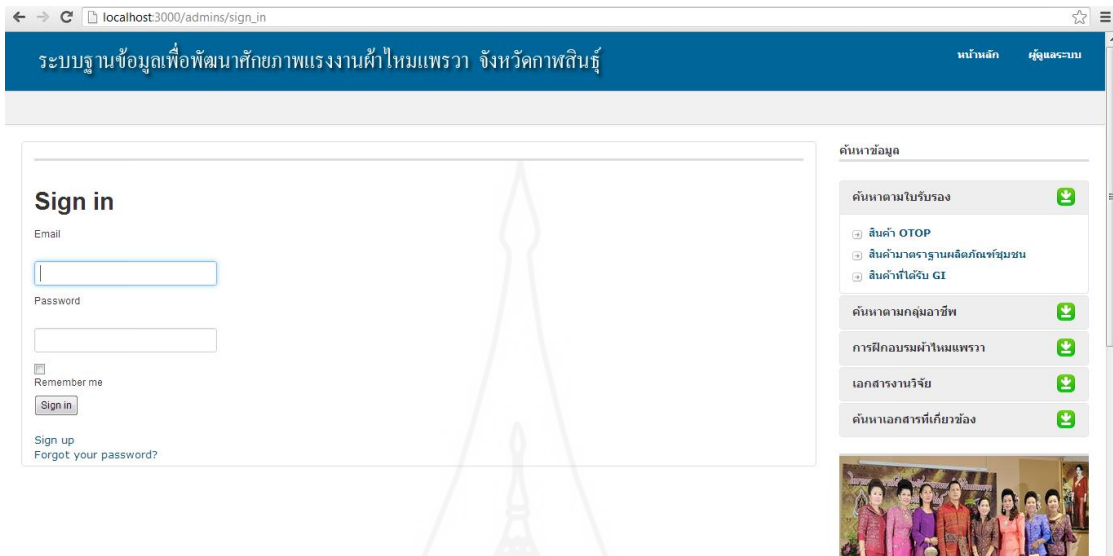 localhost:3000/admins/sign_in
ระบบฐานข้อมูลเพื่อพัฒนาศักยภาพแรงงานผ้าไหมแพรวา จังหวัดกาฬสินธุ์
หน้าหลัก ผู้ดูแลระบบ
Sign in
Email
Password
Remember me
Sign in
Sign up
Forgot your password?
ค้นหาข้อมูล
ค้นหาตามใบรับรอง
สินค้า OTOP
สินค้ามาตราฐานผลิตภัณฑ์ชุมชน
สินค้าที่ได้รับ GI
ค้นหาตามกลุ่มอาชีพ
การฝึกอบรมผ้าไหมแพรวา
เอกสารงานวิจัย
ค้นหาเอกสารที่เกี่ยวข้อง